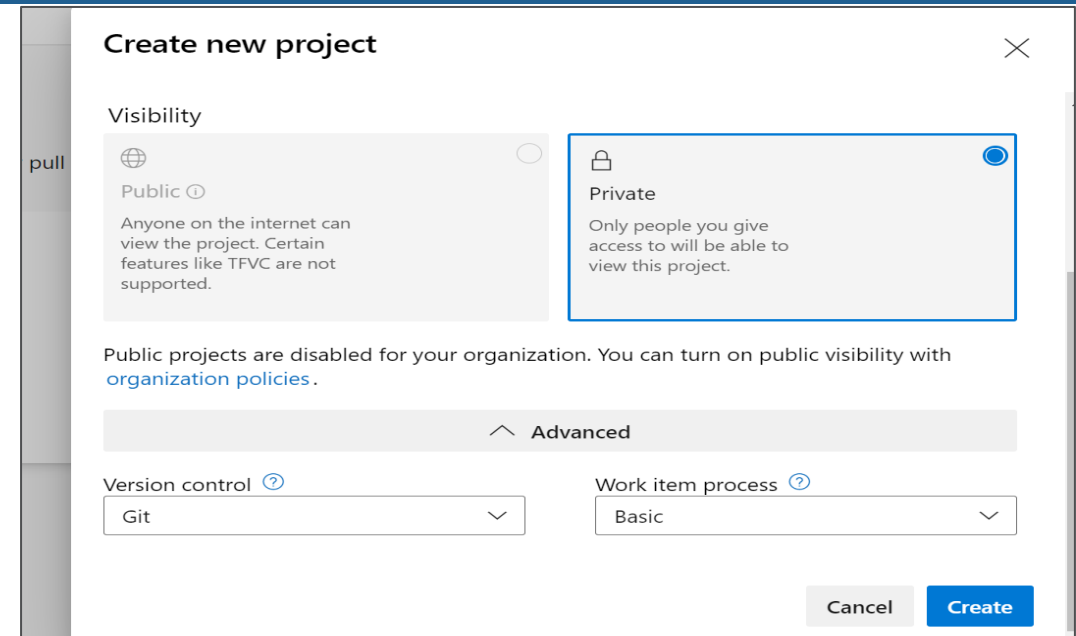 Create new project
Visibility
pull
Public
Anyone on the internet can
view the project. Certain
features like TFVC are not
supported.
Private
Only people you give
access to will be able to
view this project.
Public projects are disabled for your organization. You can turn on public visibility with
organization policies.
Advanced
Version control
Work item process
Git
Basic
Cancel
Create